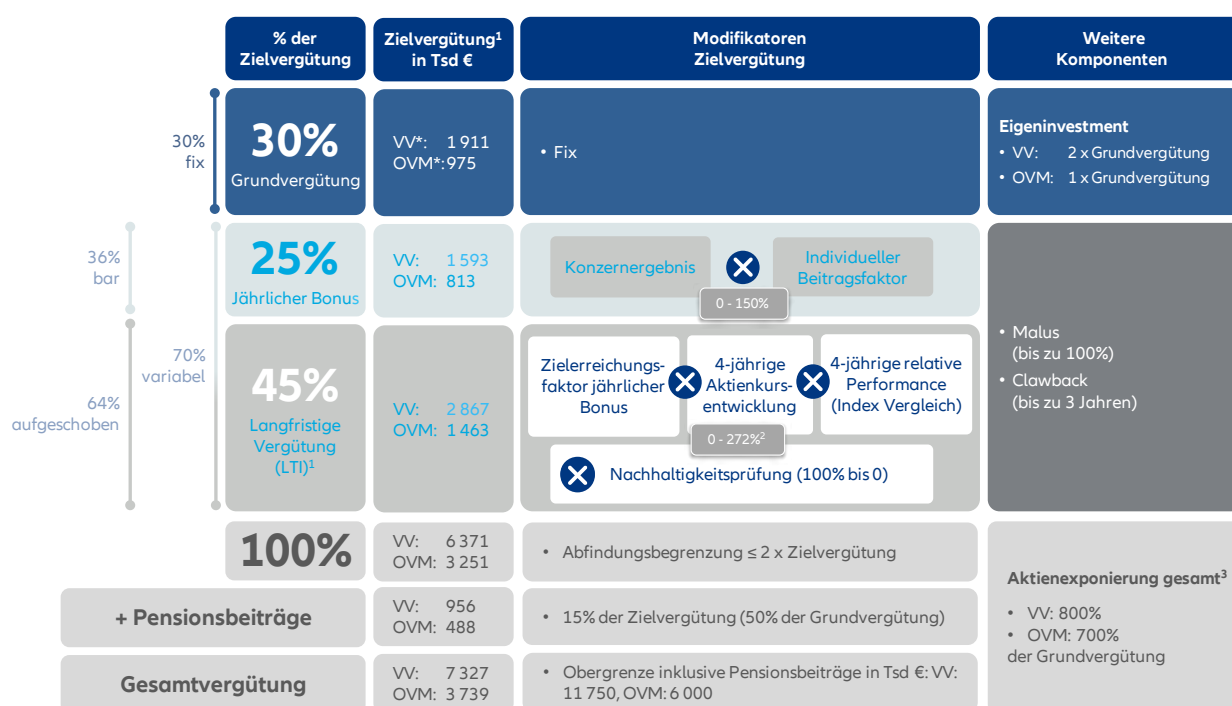 % der
Zielvergütung
Zielvergütung¹
in Tsd €
Modifikatoren
Zielvergütung
Weitere
Komponenten
30%
fix
30%
Grundvergütung
VV*: 1 911
OVM*: 975
• Fix
Eigeninvestment
• VV: 2 x Grundvergütung
• OVM: 1 x Grundvergütung
36%
bar
70%
variabel
64%
aufgeschoben
25%
Jährlicher Bonus
VV: 1 593
OVM: 813
Konzernergebnis
Individueller
Beitragsfaktor
0 - 150%
45%
Langfristige
Vergütung
(LTI)¹
VV: 2 867
OVM: 1 463
Zielerreichungs-
faktor jährlicher
Bonus
4-jährige
Aktienkurs-
entwicklung
4-jährige relative
Performance
(Index Vergleich)
0 - 272%²
Nachhaltigkeitsprüfung (100% bis 0)
• Malus
(bis zu 100%)
• Clawback
(bis zu 3 Jahren)
100%
VV: 6 371
OVM: 3 251
• Abfindungsbegrenzung ≤ 2 x Zielvergütung
+ Pensionsbeiträge
VV: 956
OVM: 488
• 15% der Zielvergütung (50% der Grundvergütung)
Gesamtvergütung
VV: 7 327
OVM: 3 739
• Obergrenze inklusive Pensionsbeiträge in Tsd €: VV:
11 750, OVM: 6 000
Aktienexponierung gesamt³
• VV: 800%
• OVM: 700%
der Grundvergütung